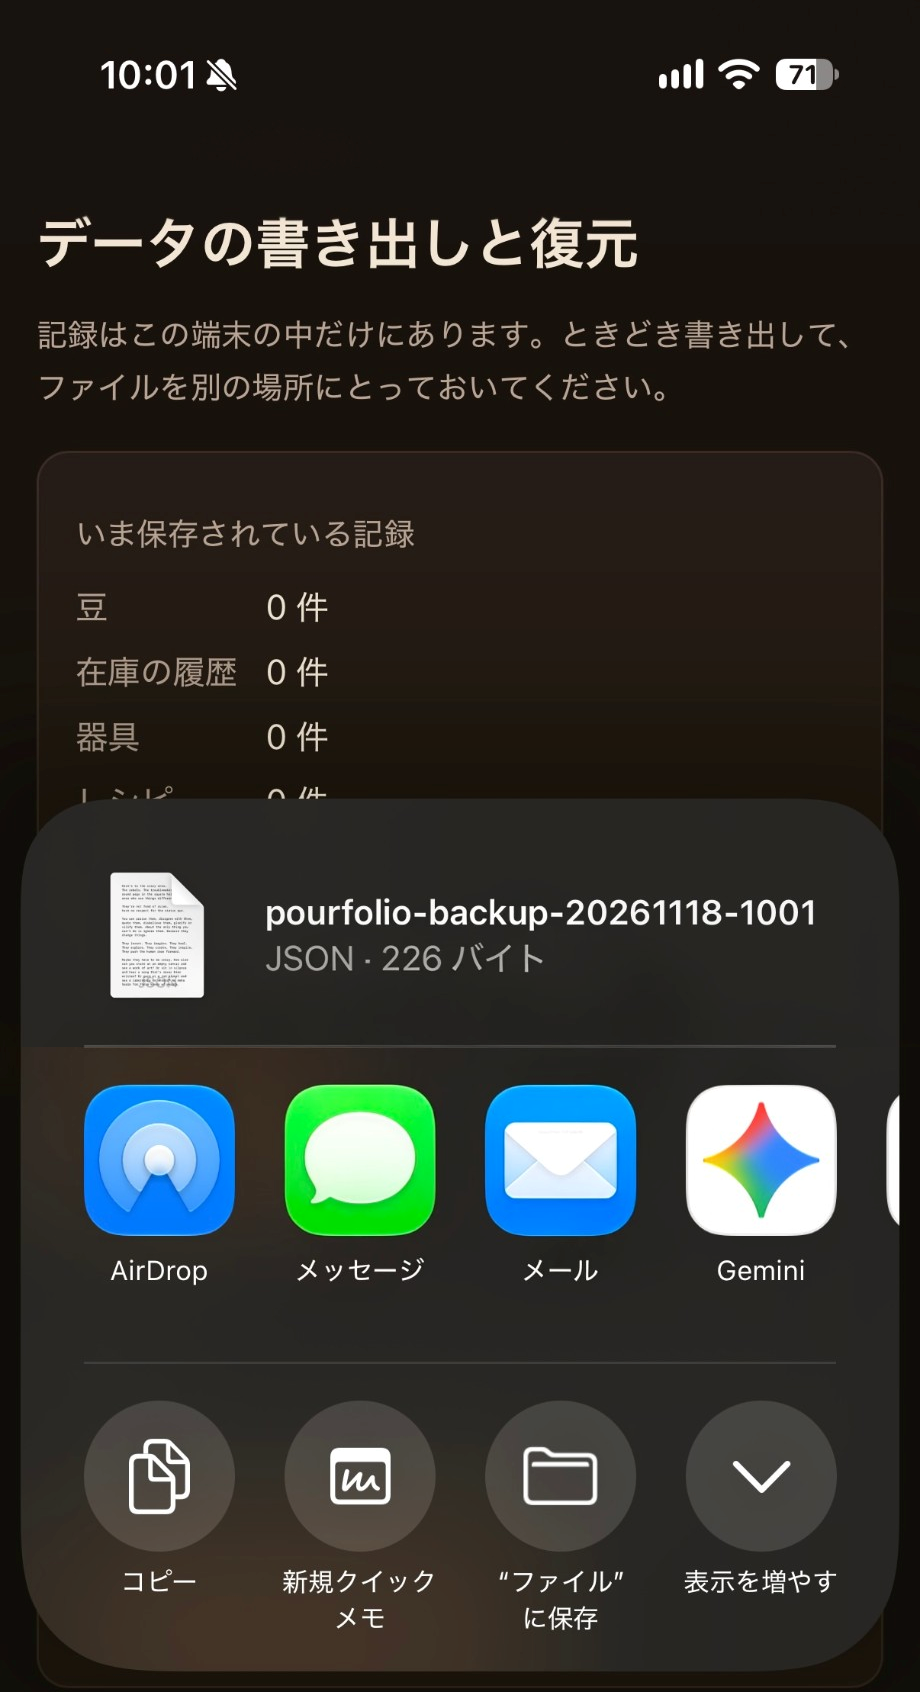 10:01
71
データの書き出しと復元
記録はこの端末の中だけにあります。ときどき書き出して、
ファイルを別の場所にとっておいてください。
いま保存されている記録
豆 0 件
在庫の履歴 0 件
器具 0 件
レシピ 0 件
pourfolio-backup-20261118-1001
JSON · 226 バイト
AirDrop
メッセージ
メール
Gemini
コピー
新規クイック
メモ
“ファイル”
に保存
表示を増やす